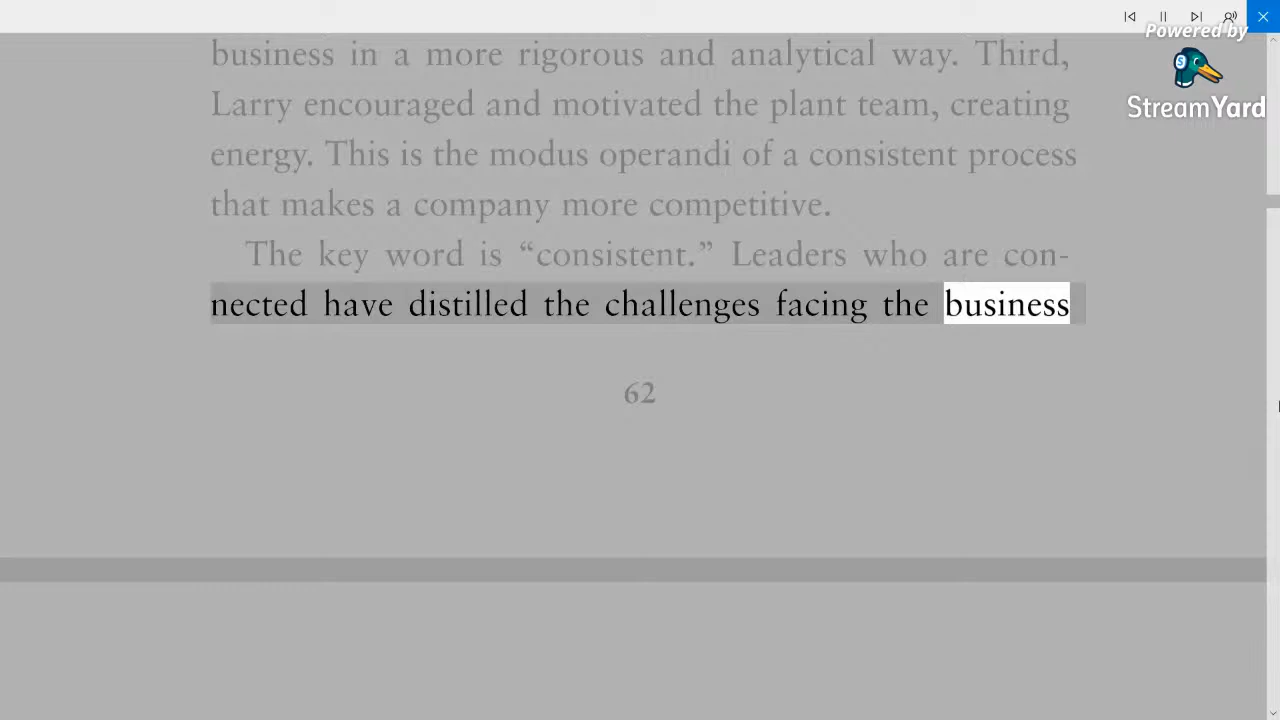 Powered by
StreamYard
business in a more rigorous and analytical way. Third,
Larry encouraged and motivated the plant team, creating
energy. This is the modus operandi of a consistent process
that makes a company more competitive.
The key word is “consistent.” Leaders who are con-
nected have distilled the challenges facing the business
62